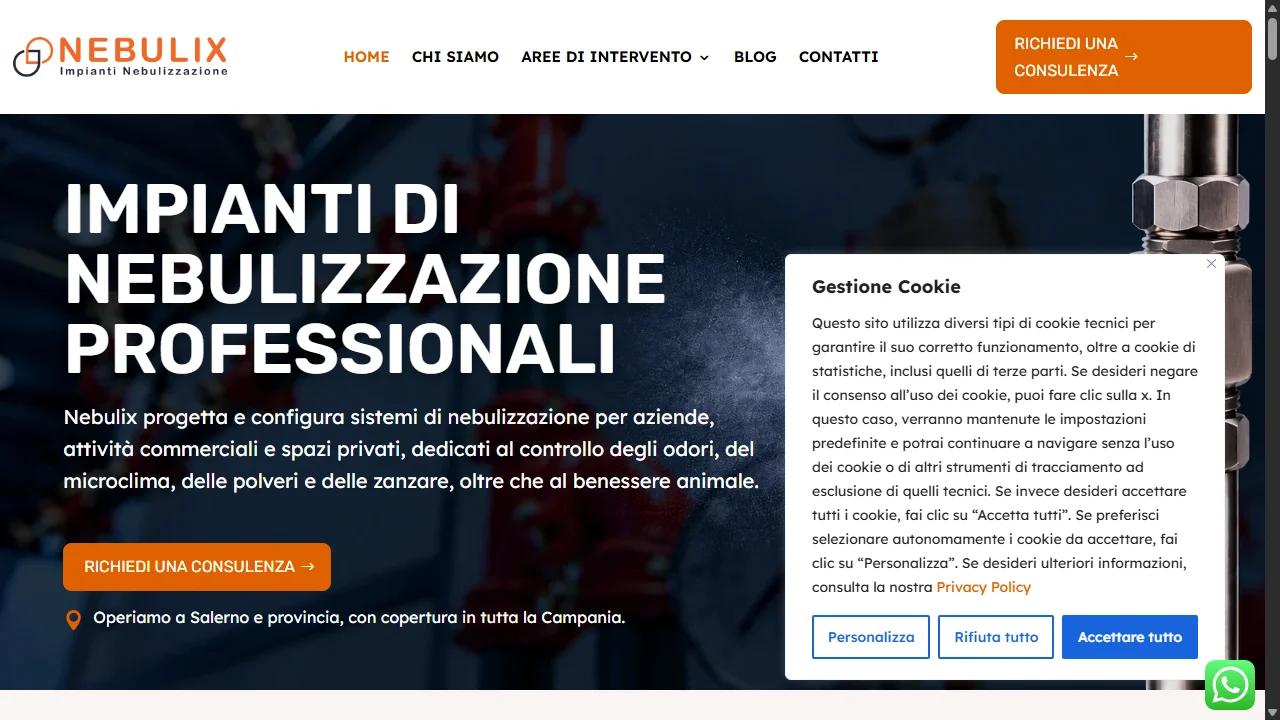 NEBULIX
Impianti Nebulizzazione
HOME
CHI SIAMO
AREE DI INTERVENTO
BLOG
CONTATTI
RICHIEDI UNA
CONSULENZA
IMPIANTI DI
NEBULIZZAZIONE
PROFESSIONALI
Nebulix progetta e configura sistemi di nebulizzazione per aziende,
attività commerciali e spazi privati, dedicati al controllo degli odori, del
microclima, delle polveri e delle zanzare, oltre che al benessere animale.
RICHIEDI UNA CONSULENZA
Operiamo a Salerno e provincia, con copertura in tutta la Campania.
Gestione Cookie
Questo sito utilizza diversi tipi di cookie tecnici per
garantire il suo corretto funzionamento, oltre a cookie di
statistiche, inclusi quelli di terze parti. Se desideri negare
il consenso all’uso dei cookie, puoi fare clic sulla x. In
questo caso, verranno mantenute le impostazioni
predefinite e potrai continuare a navigare senza l’uso
dei cookie o di altri strumenti di tracciamento ad
esclusione di quelli tecnici. Se invece desideri accettare
tutti i cookie, fai clic su “Accetta tutti”. Se preferisci
selezionare autonomamente i cookie da accettare, fai
clic su “Personalizza”. Se desideri ulteriori informazioni,
consulta la nostra Privacy Policy
Personalizza
Rifiuta tutto
Accettare tutto